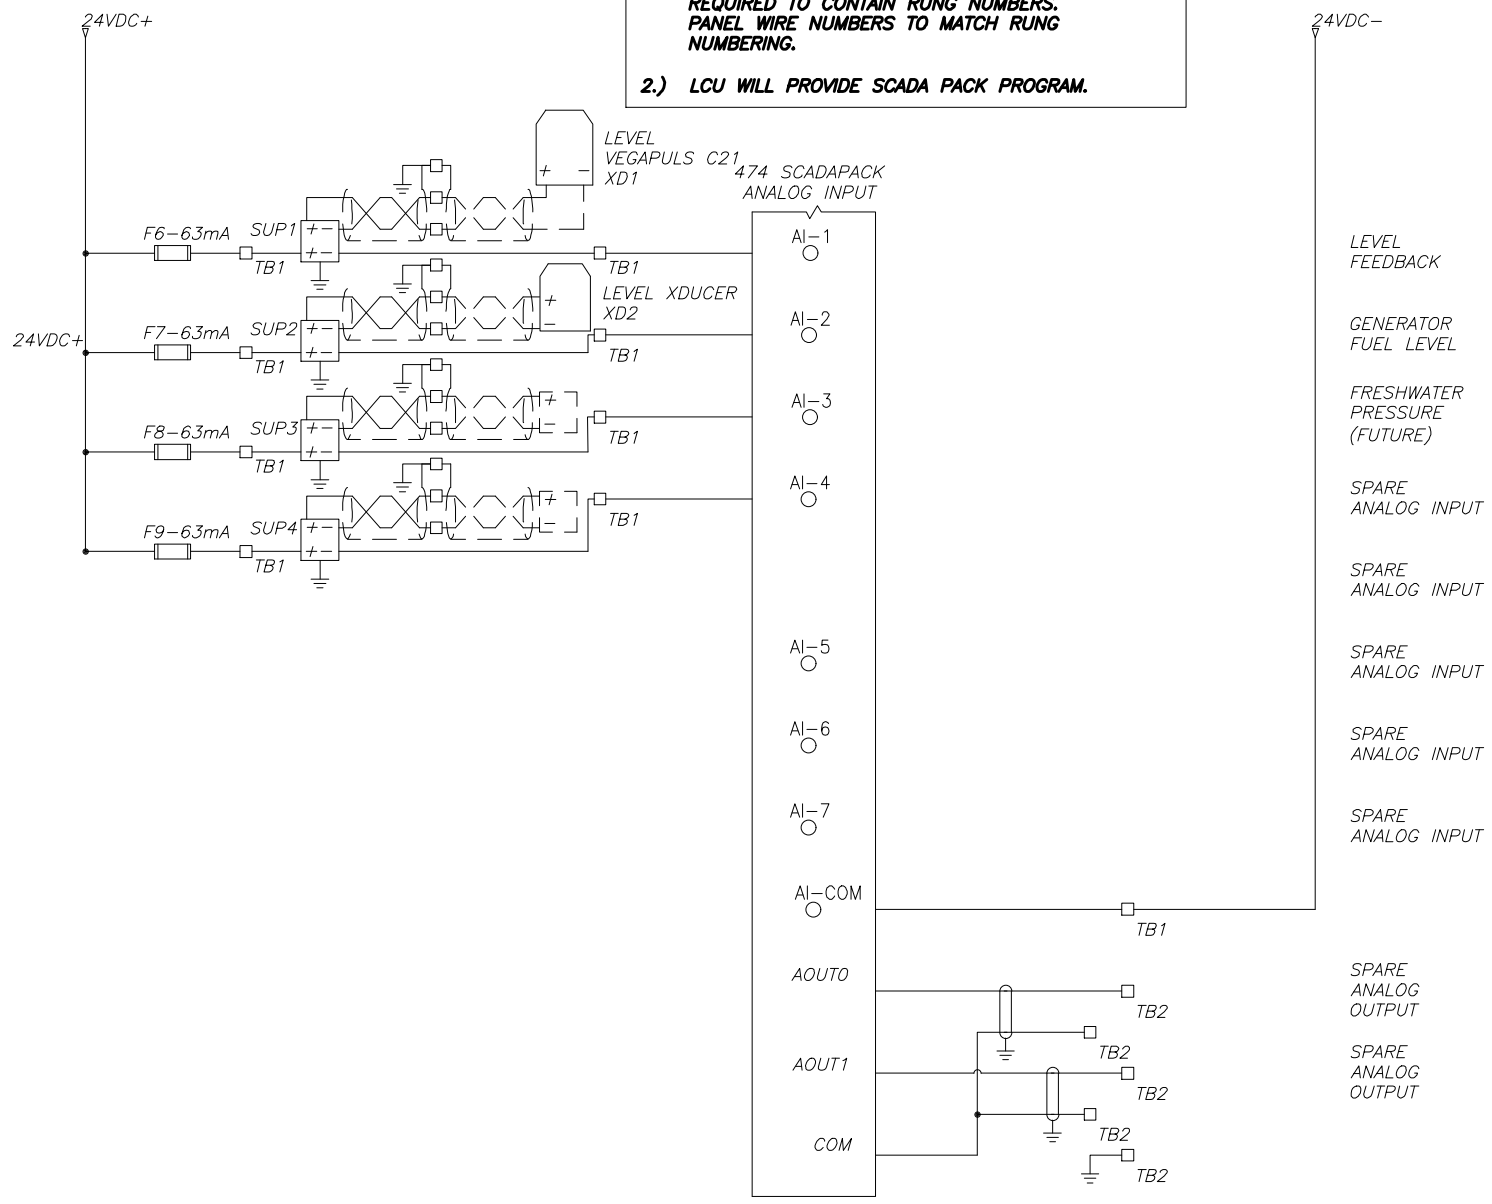 24VDC+
REQUIRED TO CONTAIN RUNG NUMBERS.
PANEL WIRE NUMBERS TO MATCH RUNG
NUMBERING.
2.) LCU WILL PROVIDE SCADA PACK PROGRAM.
24VDC-
LEVEL
VEGAPULS C21
XD1
+ -
474 SCADAPACK
ANALOG INPUT
F6-63mA
TB1
SUP1
+-
+-
TB1
AI-1
LEVEL
FEEDBACK
24VDC+
F7-63mA
TB1
SUP2
+-
+-
+
-
LEVEL XDUCER
XD2
TB1
AI-2
GENERATOR
FUEL LEVEL
F8-63mA
TB1
SUP3
+-
+-
+
-
TB1
AI-3
FRESHWATER
PRESSURE
(FUTURE)
F9-63mA
TB1
SUP4
+-
+-
+
-
TB1
AI-4
SPARE
ANALOG INPUT
SPARE
ANALOG INPUT
AI-5
SPARE
ANALOG INPUT
AI-6
SPARE
ANALOG INPUT
AI-7
SPARE
ANALOG INPUT
AI-COM
TB1
AOUT0
TB2
TB2
SPARE
ANALOG
OUTPUT
AOUT1
TB2
TB2
SPARE
ANALOG
OUTPUT
COM
TB2